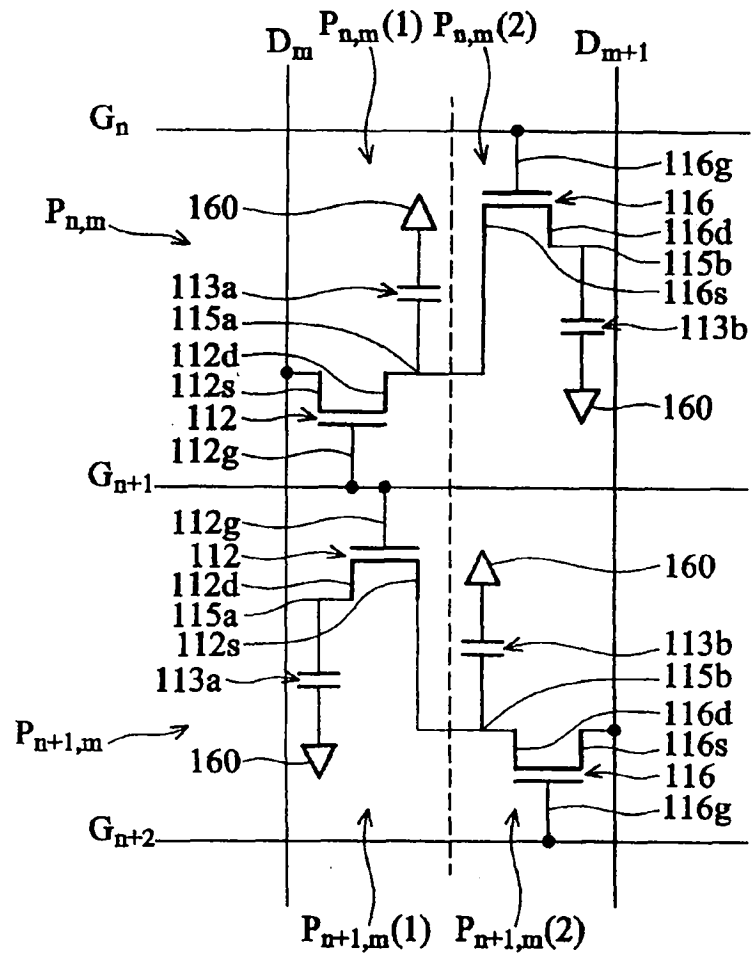 Pn,m(1) Pn,m(2)
Dm Dm+1
Gn
116g
160 116
Pn,m 116d
115b
113a 116s
115a 113b
112d
112s
112 160
112g
Gn+1
112g
112 160
112d
115a
112s 113b
113a 115b
116d
Pn+1,m 116s
160 116
116g
Gn+2
Pn+1,m(1) Pn+1,m(2)